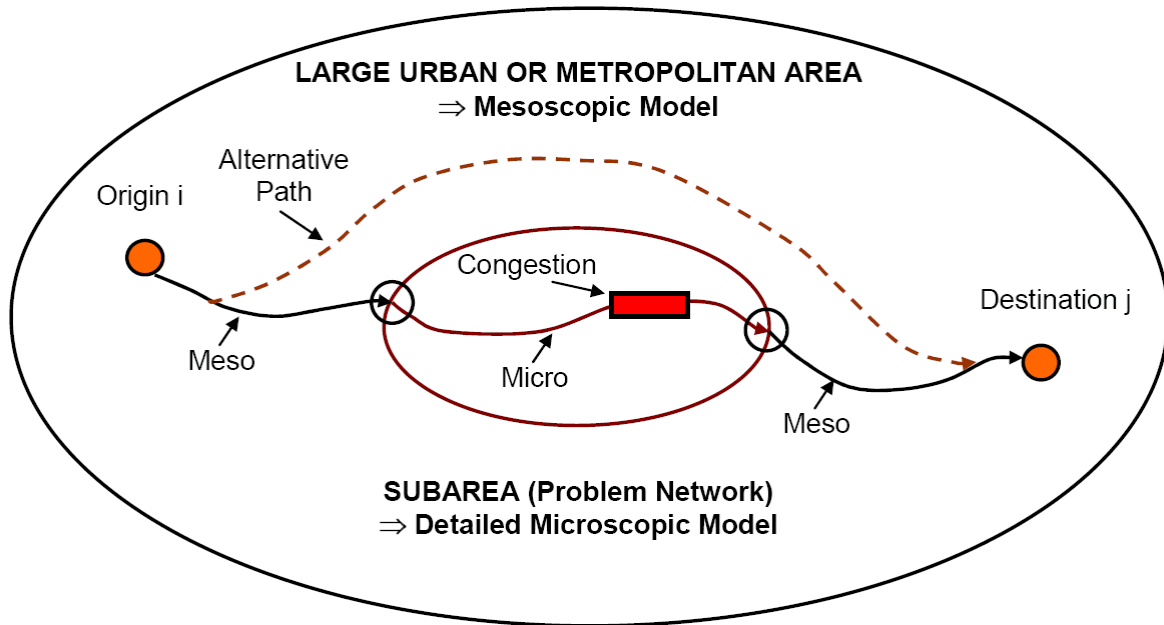 LARGE URBAN OR METROPOLITAN AREA
⇒ Mesoscopic Model
Alternative
Path
Origin i
Congestion
Destination j
Meso
Micro
Meso
SUBAREA (Problem Network)
⇒ Detailed Microscopic Model